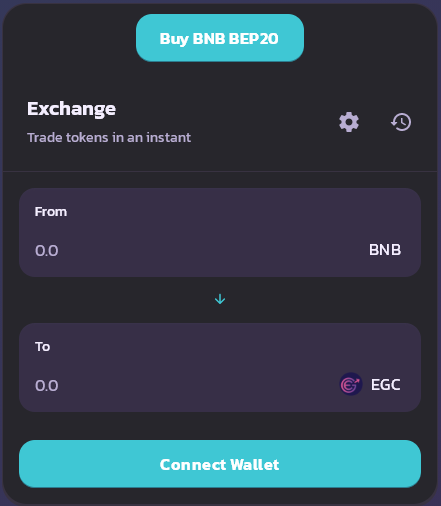 Buy BNB BEP20
Exchange
Trade tokens in an instant
From
0.0 BNB
To
0.0 EGC
Connect Wallet